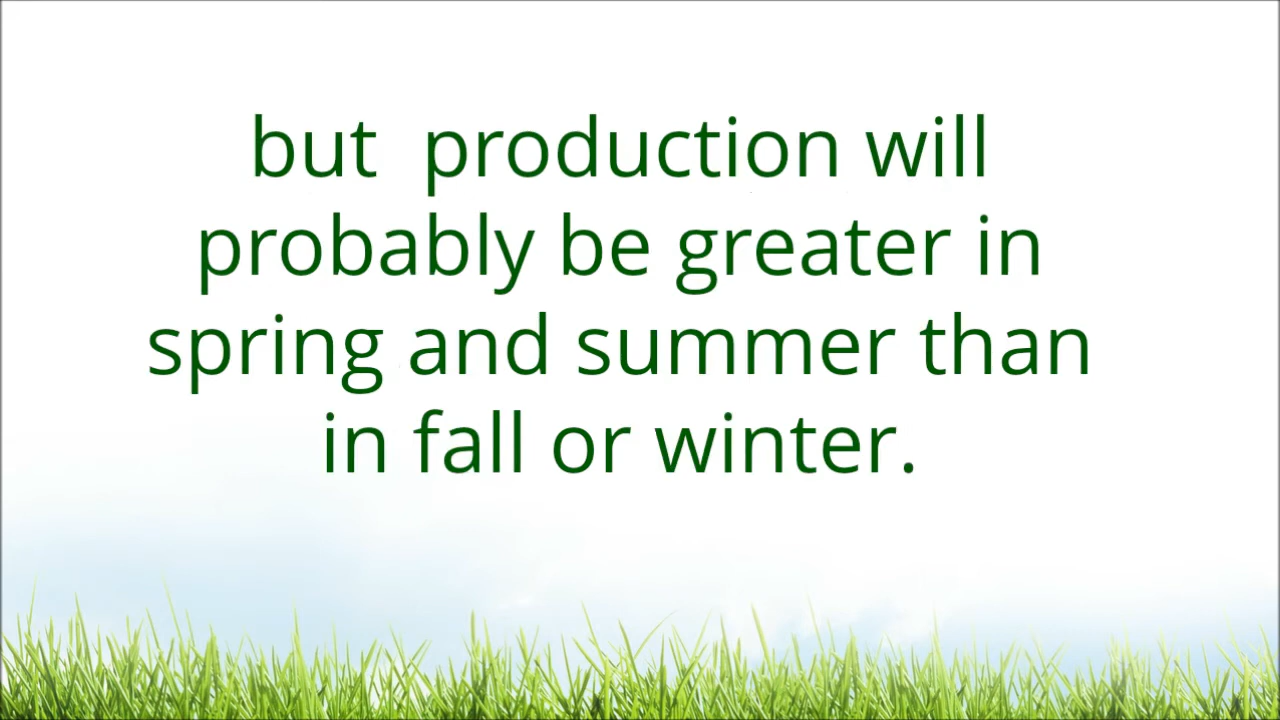 but  production will
probably be greater in
spring and summer than
in fall or winter.